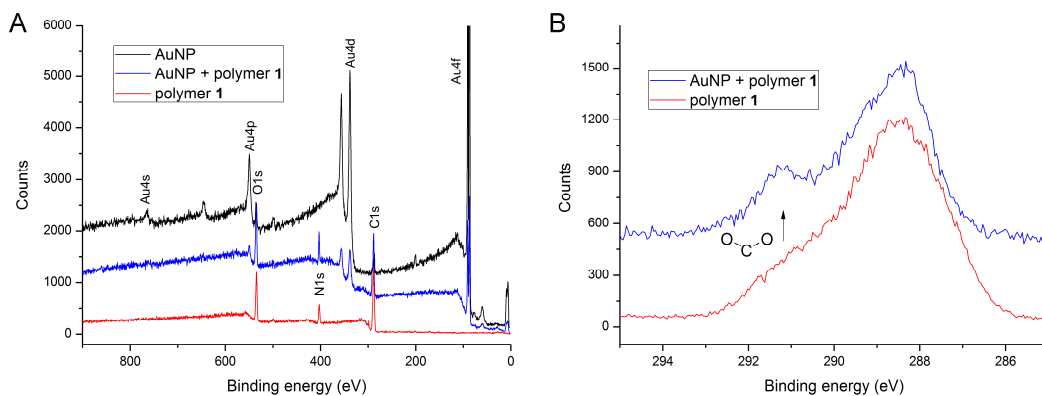 A
B
6000
5000
4000
3000
2000
1000
0
Counts
AuNP
AuNP + polymer 1
polymer 1
Au4s
Au4p
O1s
N1s
Au4d
C1s
Au4f
800
600
400
200
0
Binding energy (eV)
1500
1200
900
600
300
0
Counts
AuNP + polymer 1
polymer 1
O C O
294
292
290
288
286
Binding energy (eV)